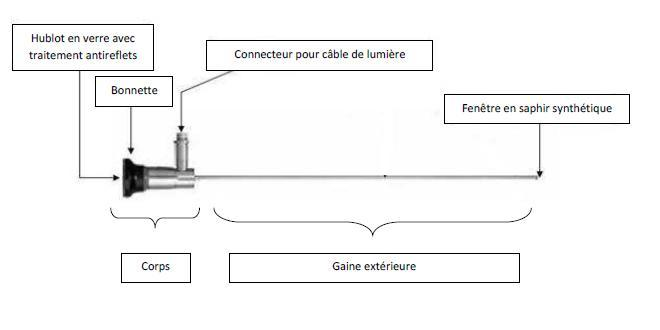 Hublot en verre avec
traitement antireflets
Connecteur pour câble de lumière
Bonnette
Fenêtre en saphir synthétique
Corps
Gaine extérieure